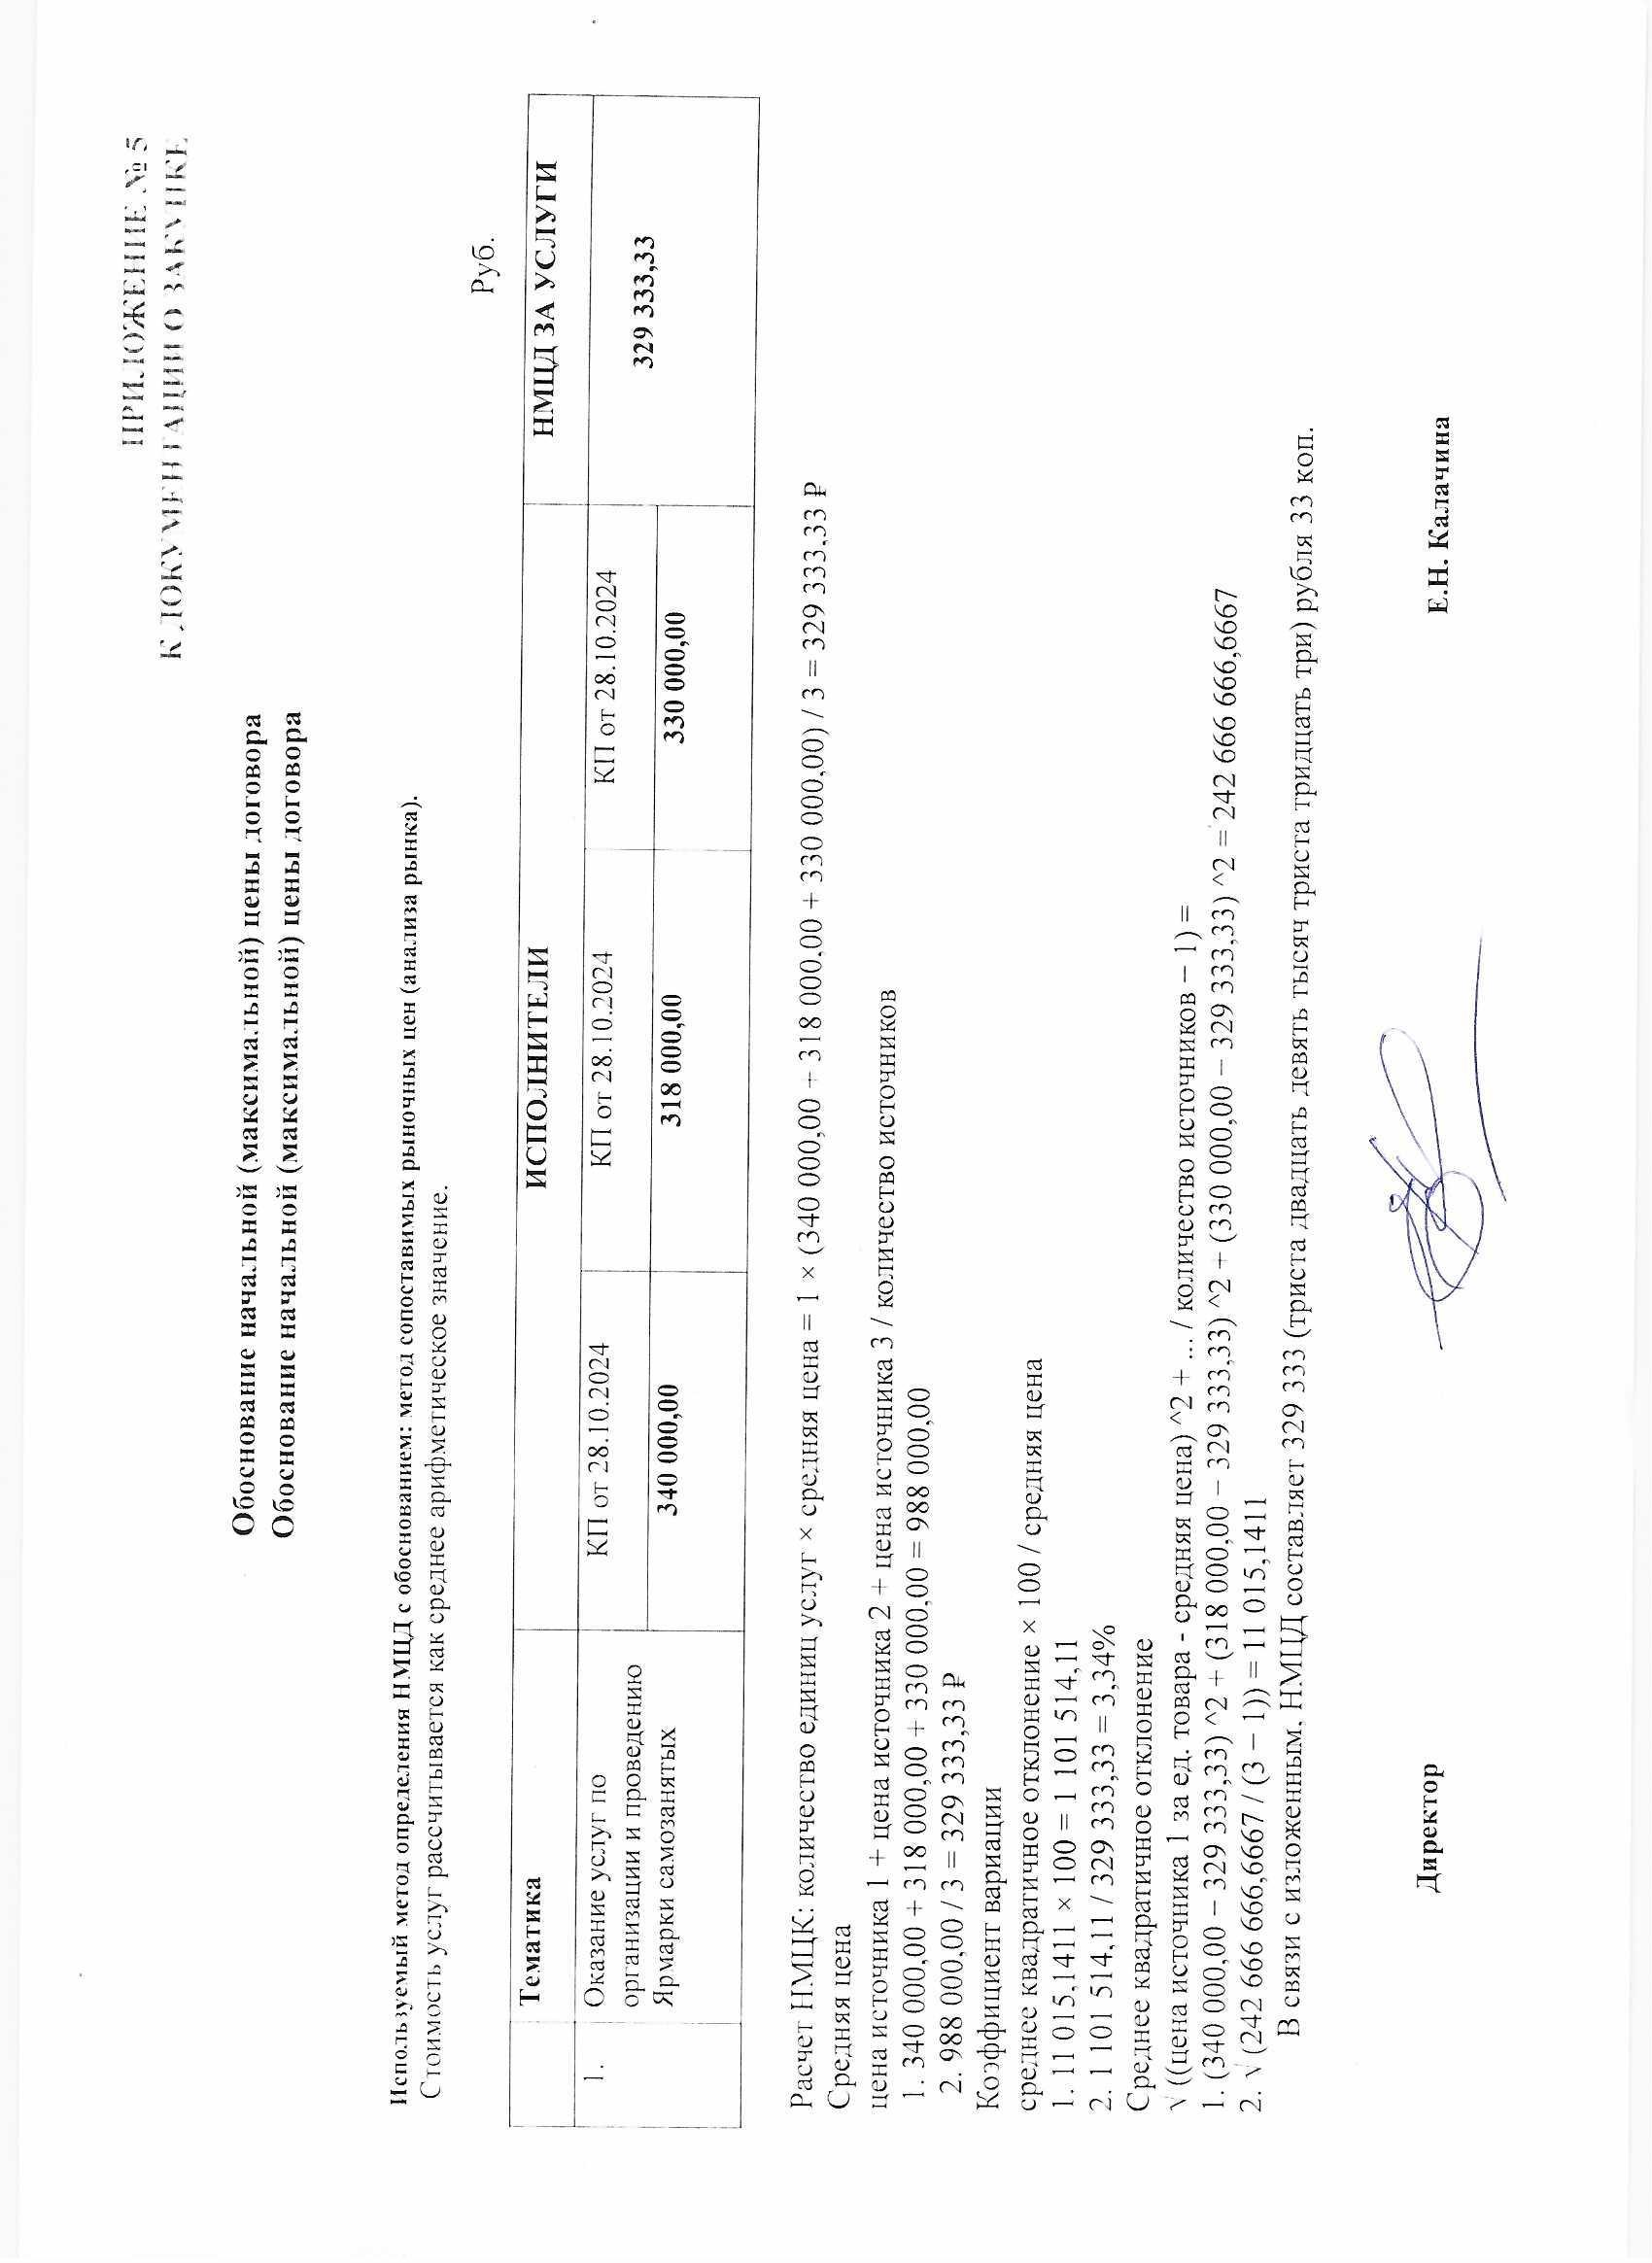 ПРИЛОЖЕНИЕ № 5
К ДОКУМЕНТАЦИИ О ЗАКУПКЕ
Обоснование начальной (максимальной) цены договора
Обоснование начальной (максимальной) цены договора
Используемый метод определения НМЦД с обоснованием: метод сопоставимых рыночных цен (анализа рынка).
Стоимость услуг рассчитывается как среднее арифметическое значение.
Руб.
Тематика ИСПОЛНИТЕЛИ НМЦД ЗА УСЛУГИ
1. Оказание услуг по КП от 28.10.2024 КП от 28.10.2024 КП от 28.10.2024
организации и проведению 329 333,33
Ярмарки самозанятых 340 000,00 318 000,00 330 000,00
Расчет НМЦК: количество единиц услуг × средняя цена = 1 × (340 000,00 + 318 000,00 + 330 000,00) / 3 = 329 333,33 ₽
Средняя цена
цена источника 1 + цена источника 2 + цена источника 3 / количество источников
1. 340 000,00 + 318 000,00 + 330 000,00 = 988 000,00
2. 988 000,00 / 3 = 329 333,33 ₽
Коэффициент вариации
среднее квадратичное отклонение × 100 / средняя цена
1. 11 015,1411 × 100 = 1 101 514,11
2. 1 101 514,11 / 329 333,33 = 3,34%
Среднее квадратичное отклонение
√ ((цена источника 1 за ед. товара - средняя цена) ^2 + ... / количество источников – 1) =
1. (340 000,00 – 329 333,33) ^2 + (318 000,00 – 329 333,33) ^2 + (330 000,00 – 329 333,33) ^2 = 242 666 666,6667
2. √ (242 666 666,6667 / (3 – 1)) = 11 015,1411
В связи с изложенным, НМЦД составляет 329 333 (триста двадцать девять тысяч триста тридцать три) рубля 33 коп.
Директор Е.Н. Калачина